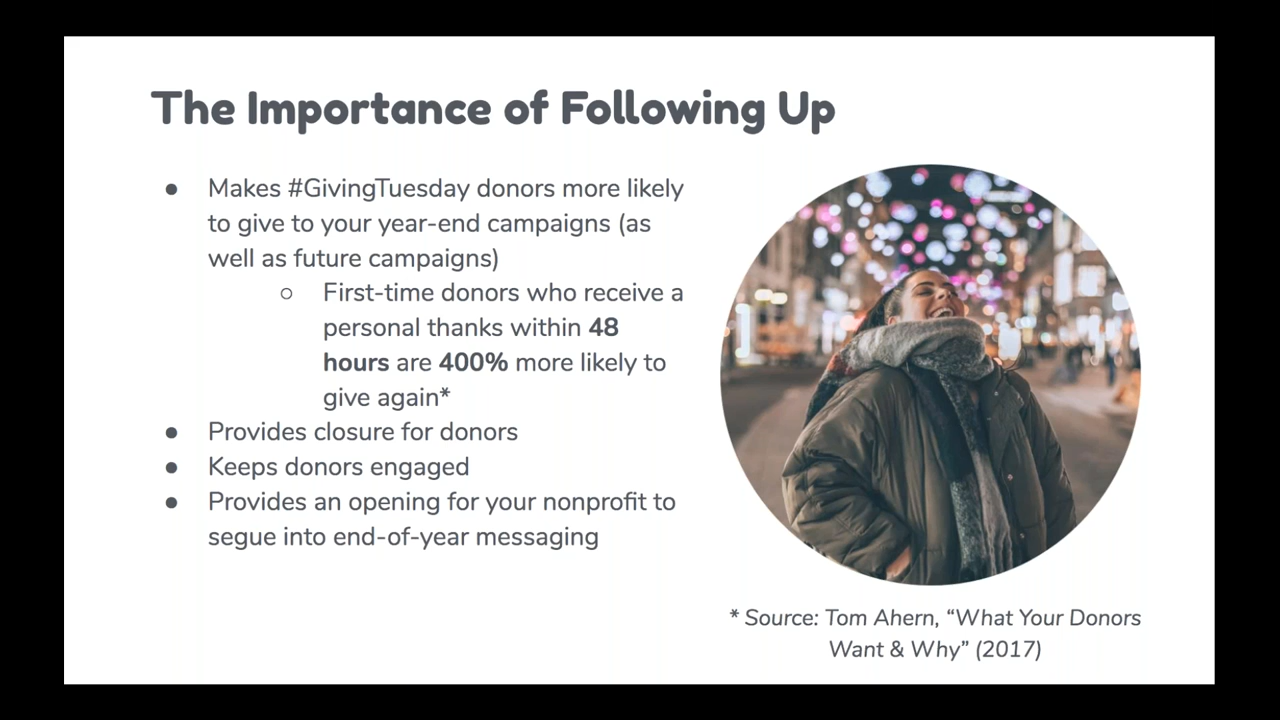 The Importance of Following Up
● Makes #GivingTuesday donors more likely
to give to your year-end campaigns (as
well as future campaigns)
○ First-time donors who receive a
personal thanks within 48
hours are 400% more likely to
give again*
● Provides closure for donors
● Keeps donors engaged
● Provides an opening for your nonprofit to
segue into end-of-year messaging
* Source: Tom Ahern, “What Your Donors
Want & Why” (2017)